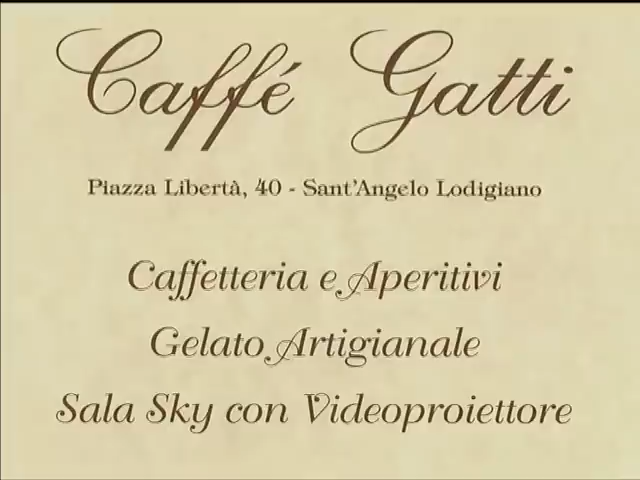 Caffé Gatti
Piazza Libertà, 40 - Sant'Angelo Lodigiano
Caffetteria e Aperitivi
Gelato Artigianale
Sala Sky con Videoproiettore